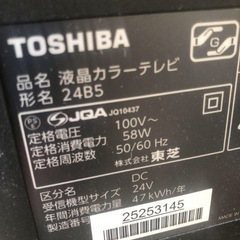 TOSHIBA
品名 液晶カラーテレビ
形名 24B5
JQA JQ10437
定格電圧 100V~
定格消費電力 58W
定格周波数 50/60 Hz
株式会社 東芝
区分名 DC
受信機型サイズ 24V
年間消費電力量 47kWh/年
製造番号 25253145
MADE IN
G